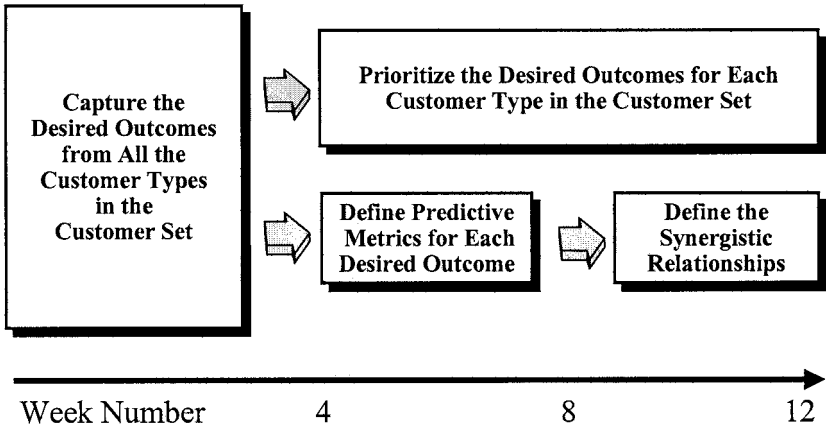 Capture the
Desired Outcomes
from All the
Customer Types
in the
Customer Set
Prioritize the Desired Outcomes for Each
Customer Type in the Customer Set
Define Predictive
Metrics for Each
Desired Outcome
Define the
Synergistic
Relationships
Week Number 4 8 12